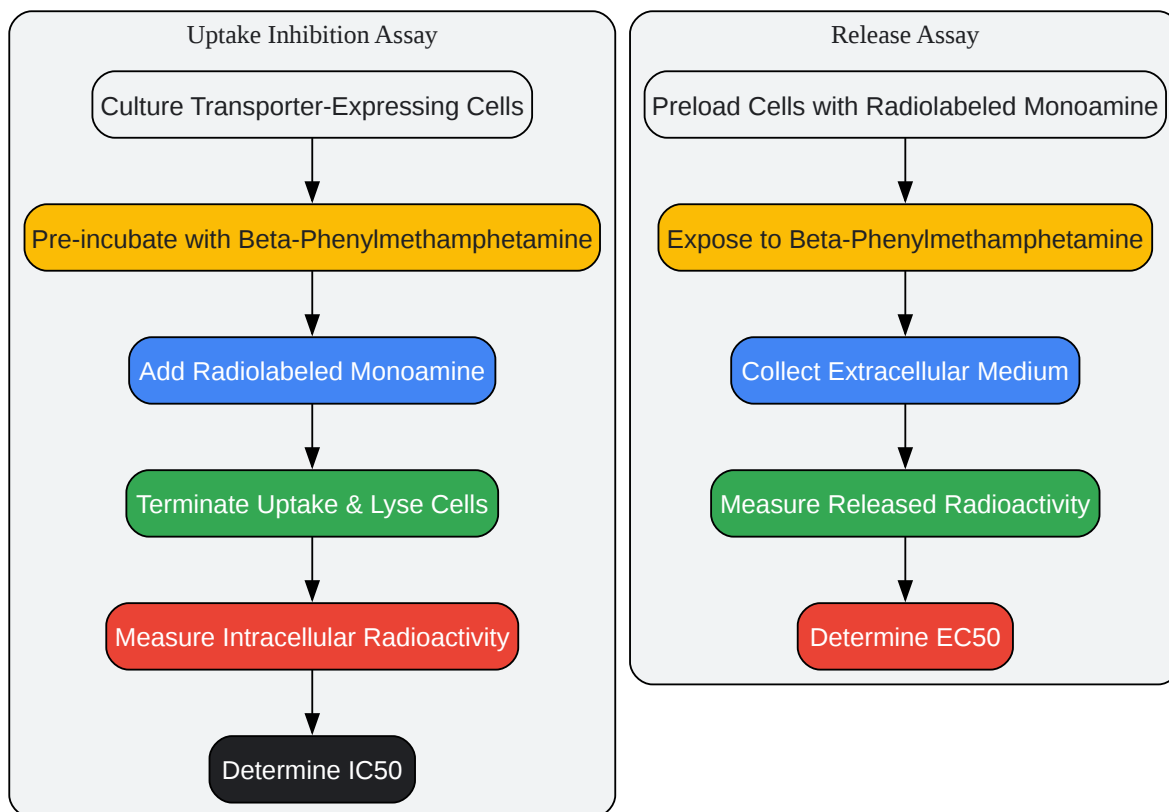 Uptake Inhibition Assay
Culture Transporter-Expressing Cells
Pre-incubate with Beta-Phenylmethamphetamine
Add Radiolabeled Monoamine
Terminate Uptake & Lyse Cells
Measure Intracellular Radioactivity
Determine IC50
Release Assay
Preload Cells with Radiolabeled Monoamine
Expose to Beta-Phenylmethamphetamine
Collect Extracellular Medium
Measure Released Radioactivity
Determine EC50